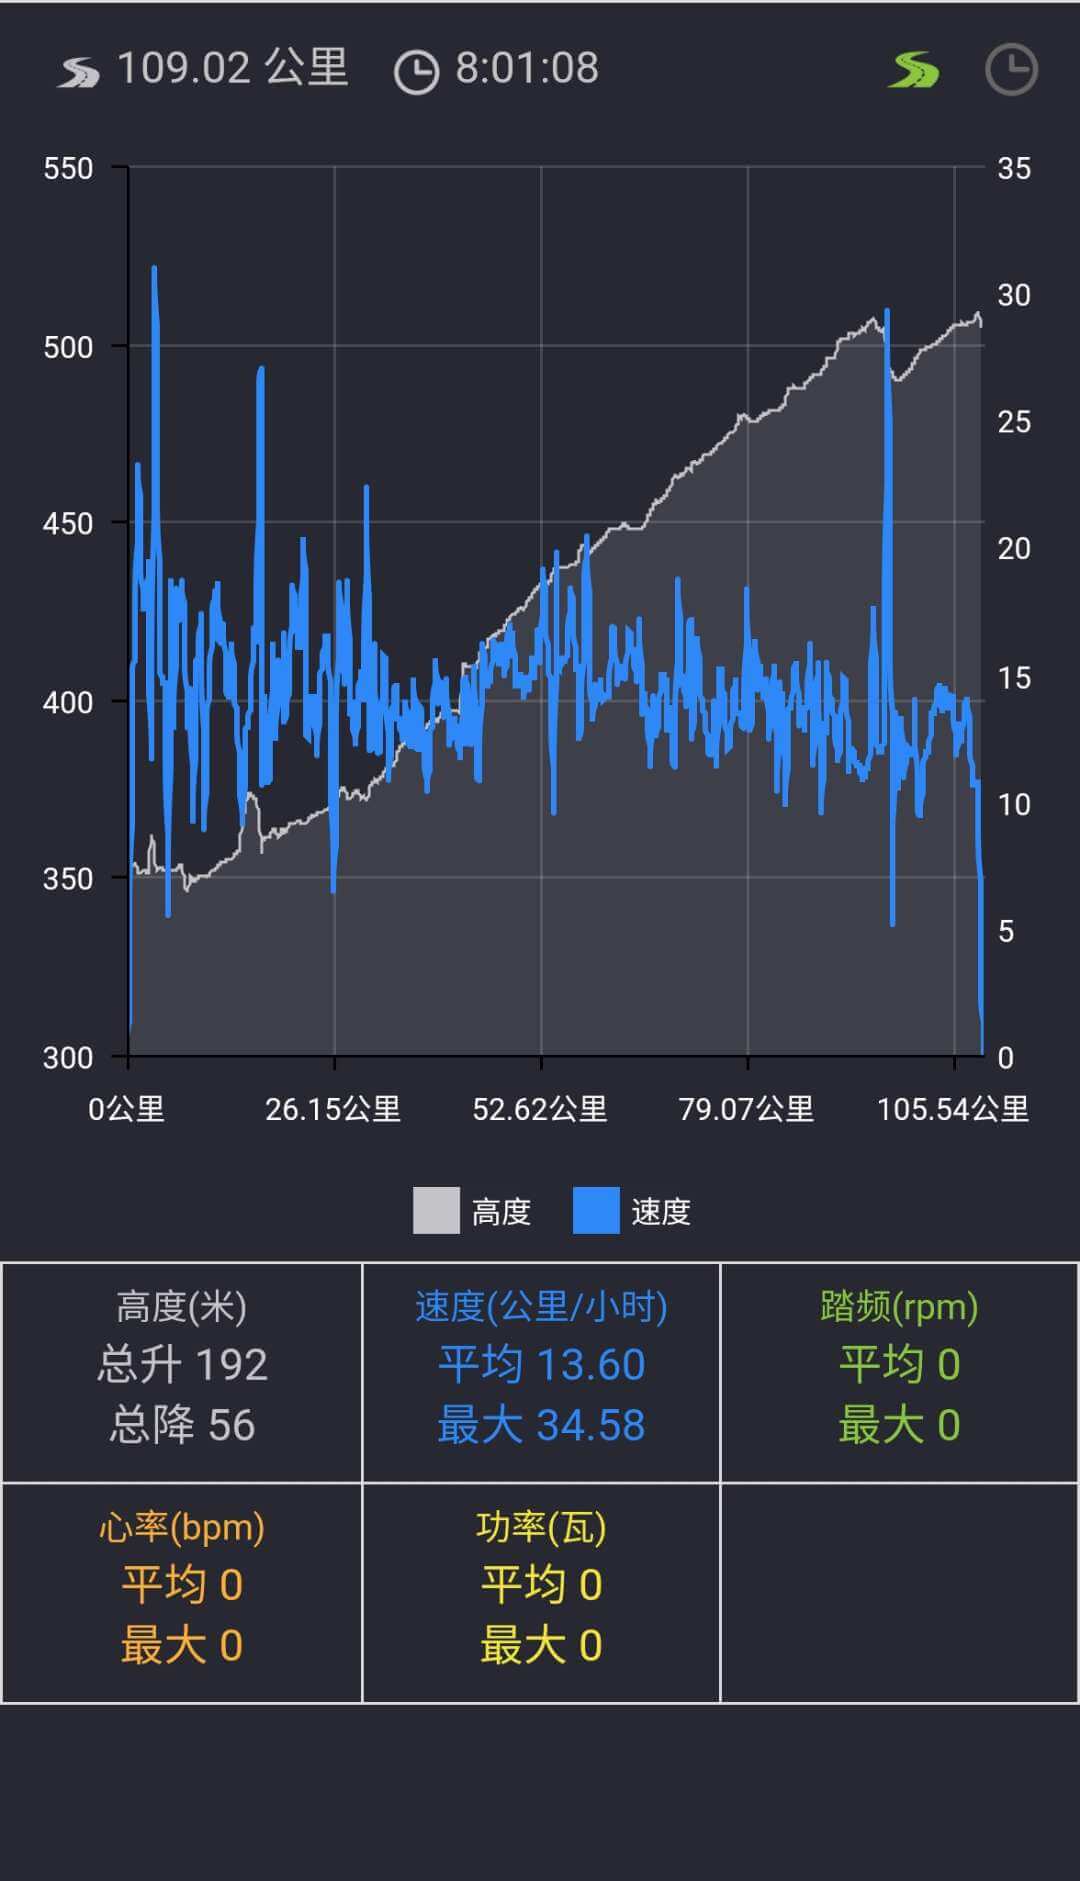 109.02 公里 8:01:08
550 35
30
500
25
450
20
15
400
10
350
5
300 0
0公里 26.15公里 52.62公里 79.07公里 105.54公里
高度 速度
高度(米)
总升 192
总降 56
速度(公里/小时)
平均 13.60
最大 34.58
踏频(rpm)
平均 0
最大 0
心率(bpm)
平均 0
最大 0
功率(瓦)
平均 0
最大 0